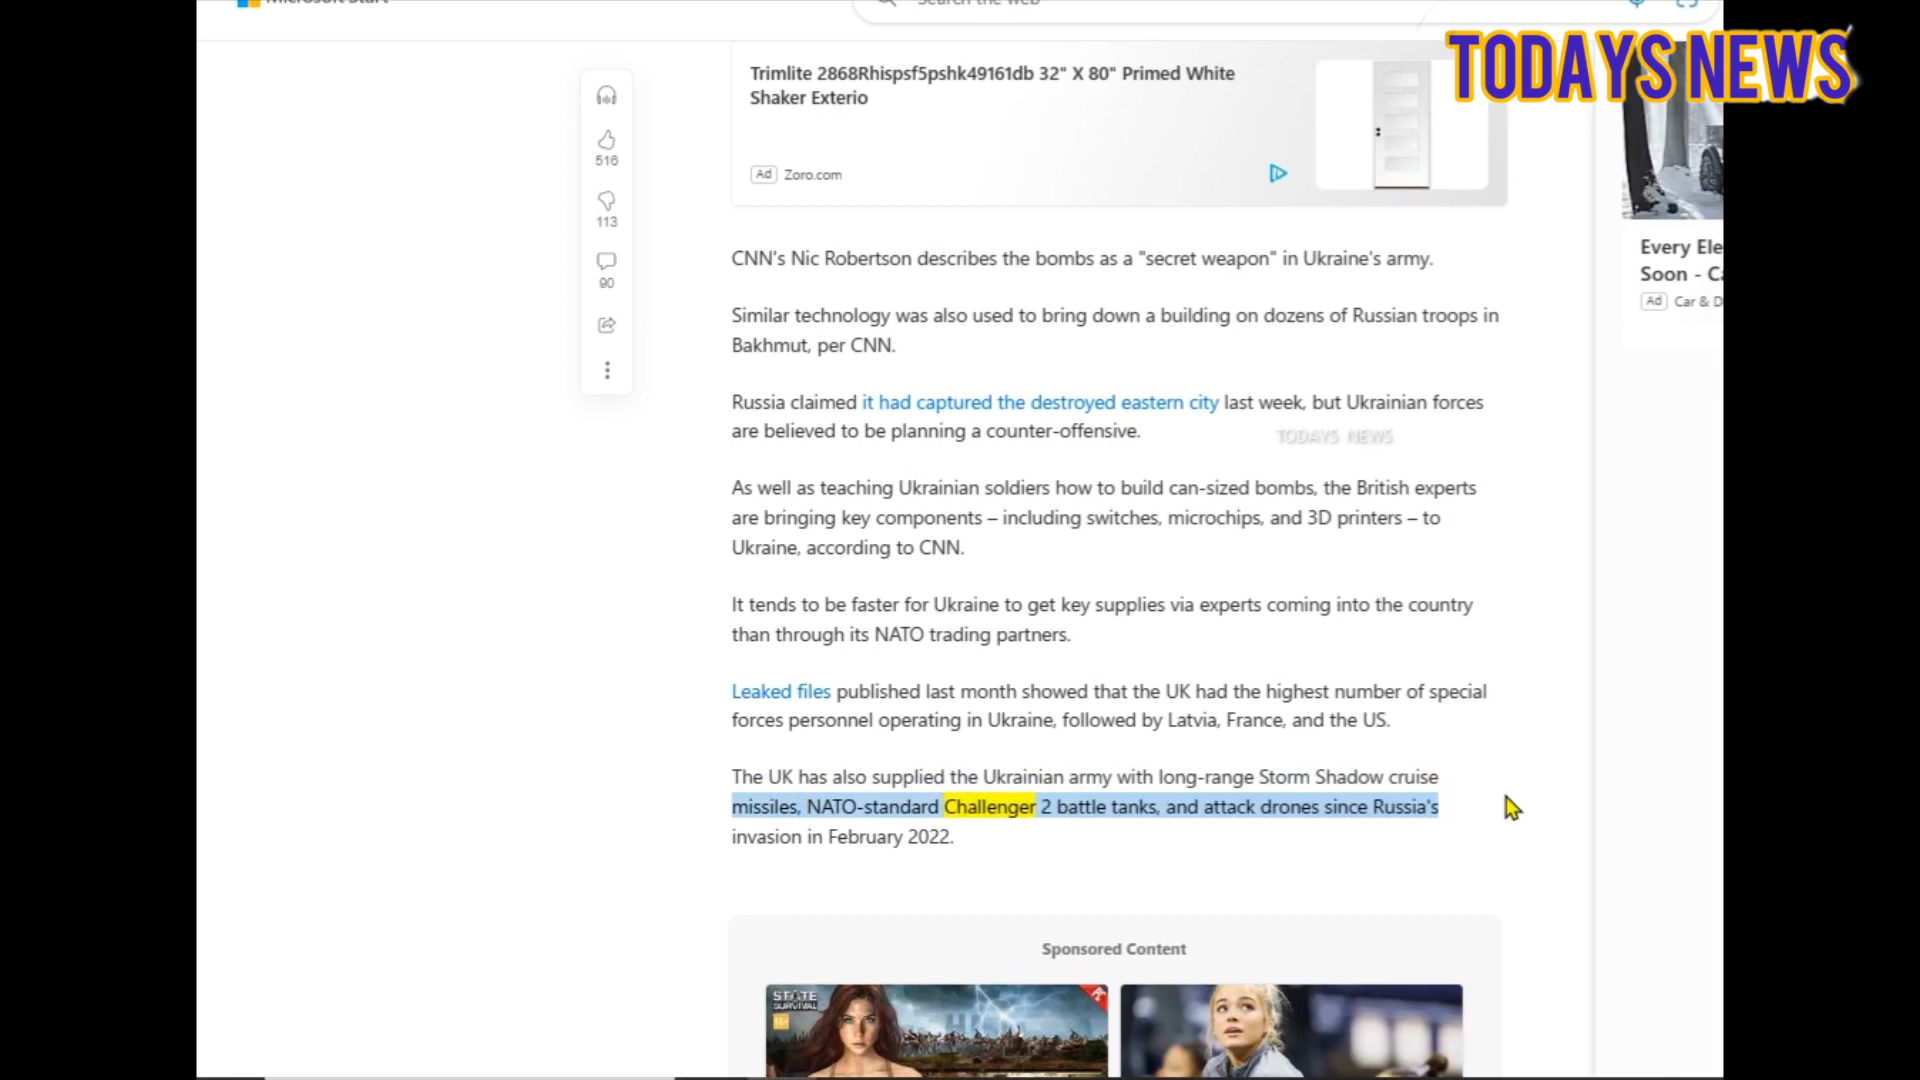 Microsoft Start
Search the web
TODAYS NEWS
Trimlite 2868Rhispsf5pshk49161db 32" X 80" Primed White
Shaker Exterio
Ad Zoro.com
516
113
90
CNN's Nic Robertson describes the bombs as a "secret weapon" in Ukraine's army.
Similar technology was also used to bring down a building on dozens of Russian troops in
Bakhmut, per CNN.
Russia claimed it had captured the destroyed eastern city last week, but Ukrainian forces
are believed to be planning a counter-offensive.
TODAYS NEWS
As well as teaching Ukrainian soldiers how to build can-sized bombs, the British experts
are bringing key components – including switches, microchips, and 3D printers – to
Ukraine, according to CNN.
It tends to be faster for Ukraine to get key supplies via experts coming into the country
than through its NATO trading partners.
Leaked files published last month showed that the UK had the highest number of special
forces personnel operating in Ukraine, followed by Latvia, France, and the US.
The UK has also supplied the Ukrainian army with long-range Storm Shadow cruise
missiles, NATO-standard Challenger 2 battle tanks, and attack drones since Russia's
invasion in February 2022.
Every Ele
Soon - Ca
Ad Car & D
Sponsored Content
STATE
SURVIVAL
PC